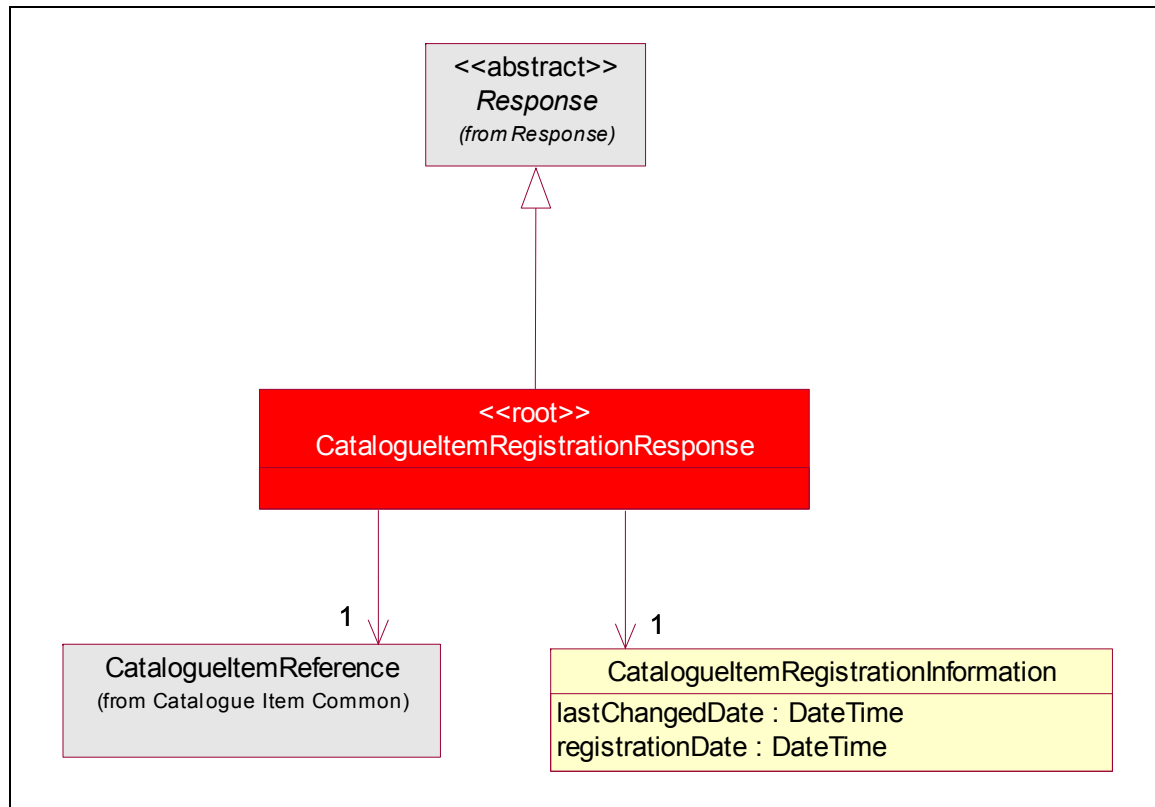 <<abstract>>
Response
(from Response)
<<root>>
CatalogueItemRegistrationResponse
1
1
CatalogueItemReference
(from Catalogue Item Common)
CatalogueItemRegistrationInformation
lastChangedDate : DateTime
registrationDate : DateTime